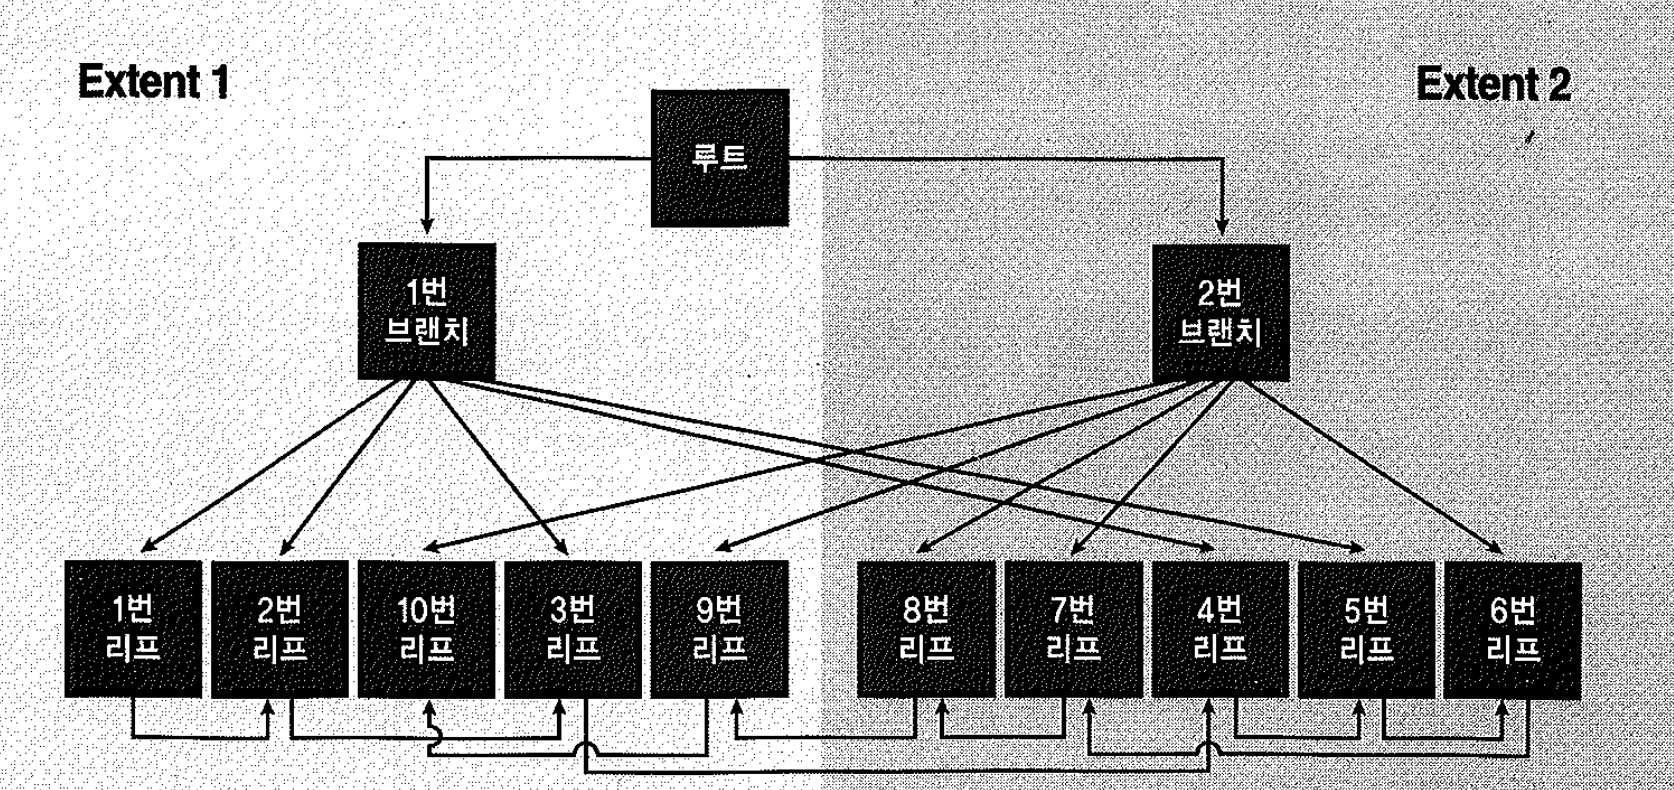 Extent 1
Extent 2
루트
1번
브랜치
2번
브랜치
1번
리프
2번
리프
10번
리프
3번
리프
9번
리프
8번
리프
7번
리프
4번
리프
5번
리프
6번
리프